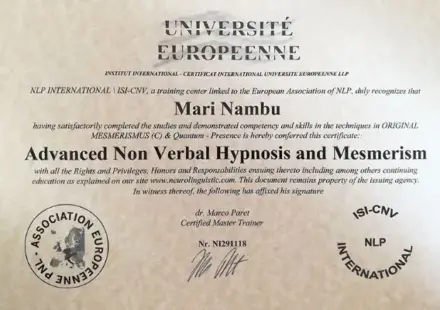 UNIVERSITÉ
EUROPEENNE
INSTITUT INTERNATIONAL - CERTIFICAT INTERNATIONAL UNIVERSITE EUROPEENNE LLP
NLP INTERNATIONAL \ ISI-CNV, a training center linked to the European Association of NLP, duly recognizes that
Mari Nambu
having satisfactorily completed the studies and demonstrated competency and skills in the techniques in ORIGINAL
MESMERISMUS (C) & Quantum - Presence is hereby conferred this certificate:
Advanced Non Verbal Hypnosis and Mesmerism
with all the Rights and Privileges, Honors and Responsabilities ensuing thereto including among others continuing
education as explained on our site www.neurolinguistic.com. This document remains property of the issuing agency.
In witness thereof, the following has affixed his signature
dr. Marco Paret
Certified Master Trainer
Nr. NI291118
ASSOCIATION EUROPEENNE PNL
ISI-CNV
NLP
INTERNATIONAL